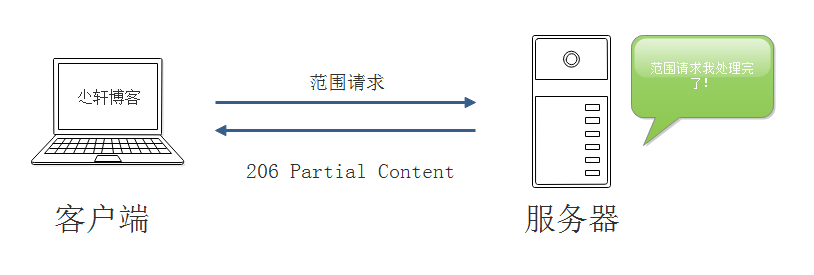 尐轩博客
范围请求
范围请求我处理完
了！
206 Partial Content
客户端
服务器